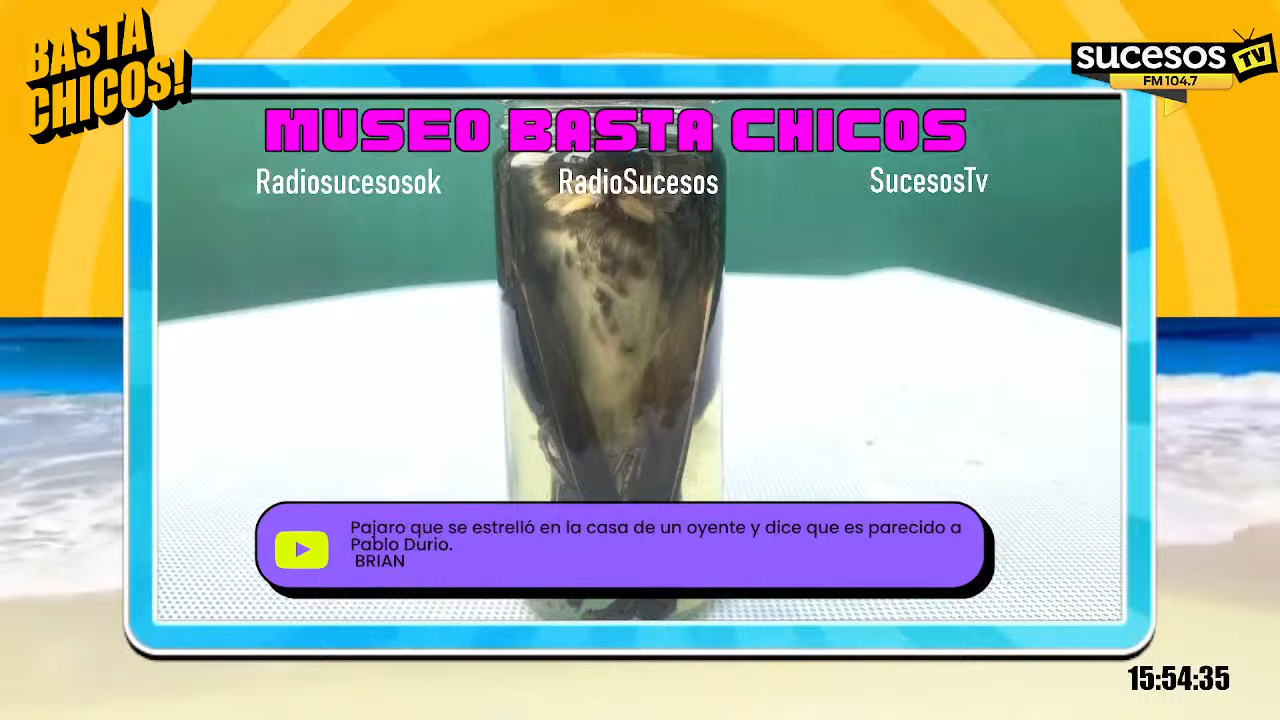 BASTA
CHICOS!
sucesos TV
FM 104.7
MUSEO BASTA CHICOS
Radiosucesosok
RadioSucesos
SucesosTv
Pajaro que se estrelló en la casa de un oyente y dice que es parecido a
Pablo Durio.
BRIAN
15:54:35